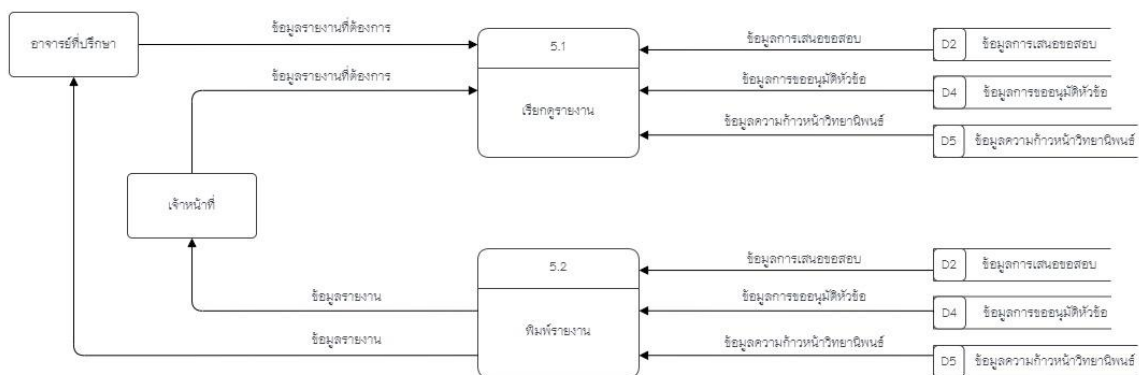 อาจารย์ที่ปรึกษา
ข้อมูลรายงานที่ต้องการ
ข้อมูลรายงานที่ต้องการ
5.1
เรียกดูรายงาน
ข้อมูลการเสนอขอสอบ
D2 ข้อมูลการเสนอขอสอบ
ข้อมูลการขออนุมัติหัวข้อ
D4 ข้อมูลการขออนุมัติหัวข้อ
ข้อมูลความก้าวหน้าวิทยานิพนธ์
D5 ข้อมูลความก้าวหน้าวิทยานิพนธ์
เจ้าหน้าที่
5.2
พิมพ์รายงาน
ข้อมูลรายงาน
ข้อมูลรายงาน
ข้อมูลการเสนอขอสอบ
D2 ข้อมูลการเสนอขอสอบ
ข้อมูลการขออนุมัติหัวข้อ
D4 ข้อมูลการขออนุมัติหัวข้อ
ข้อมูลความก้าวหน้าวิทยานิพนธ์
D5 ข้อมูลความก้าวหน้าวิทยานิพนธ์